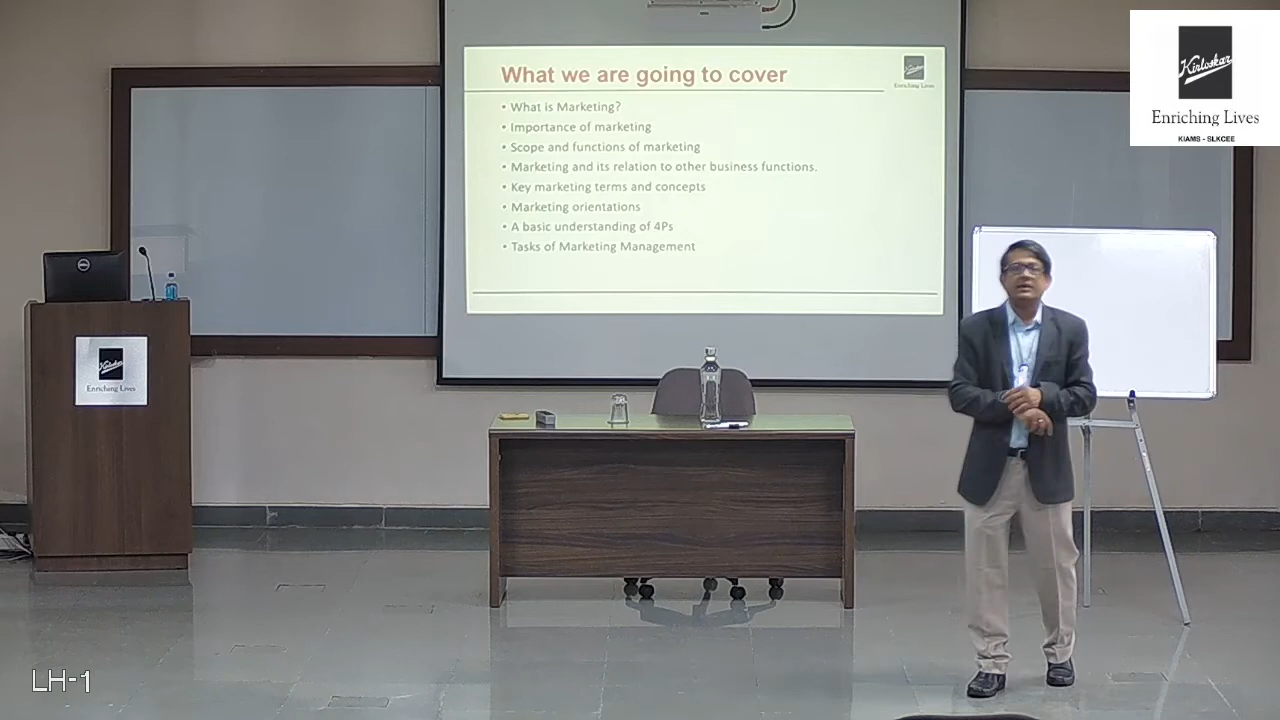 What we are going to cover
Kirloskar
Enriching Lives
• What is Marketing?
• Importance of marketing
• Scope and functions of marketing
• Marketing and its relation to other business functions.
• Key marketing terms and concepts
• Marketing orientations
• A basic understanding of 4Ps
• Tasks of Marketing Management
Kirloskar
Enriching Lives
KIAMS - SLKCEE
DELL
Kirloskar
Enriching Lives
LH-1